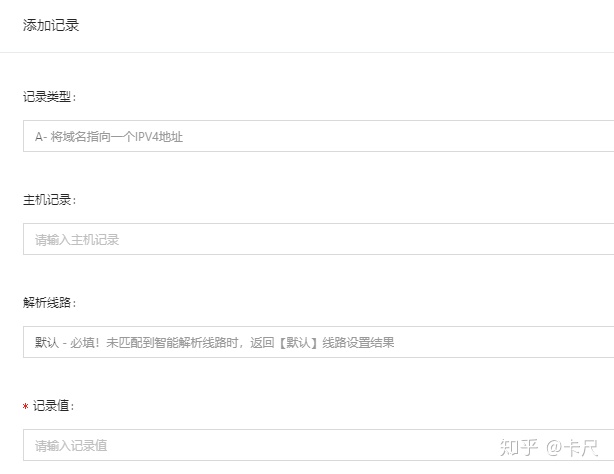 添加记录
记录类型：
A- 将域名指向一个IPV4地址
主机记录：
请输入主机记录
解析线路：
默认 - 必填！未匹配到智能解析线路时，返回【默认】线路设置结果
* 记录值：
请输入记录值
知乎 @卡尺